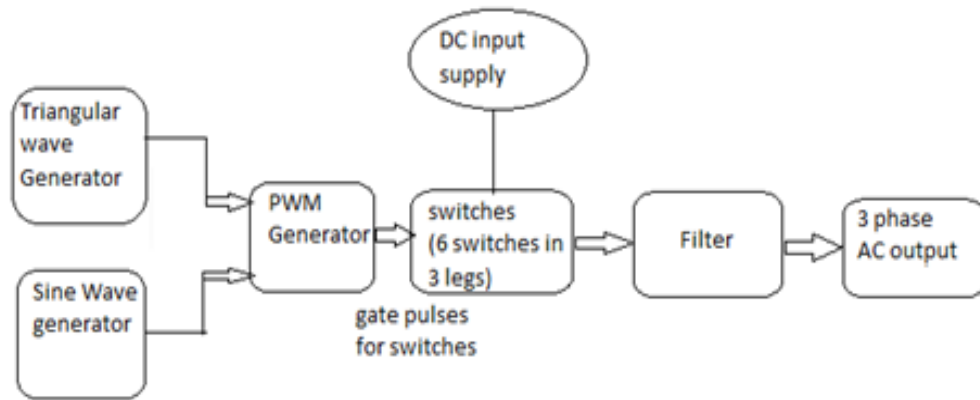 DC input
supply
Triangular
wave
Generator
Sine Wave
generator
PWM
Generator
switches
(6 switches in
3 legs)
gate pulses
for switches
Filter
3 phase
AC output